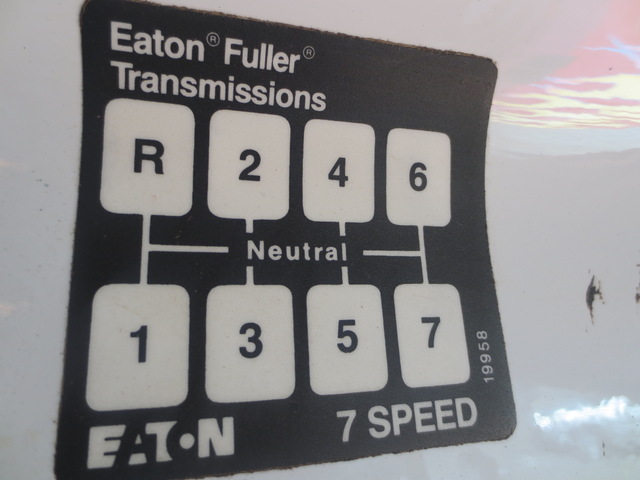 Eaton® Fuller®
Transmissions
R 2 4 6
Neutral
1 3 5 7
19958
EATON 7 SPEED